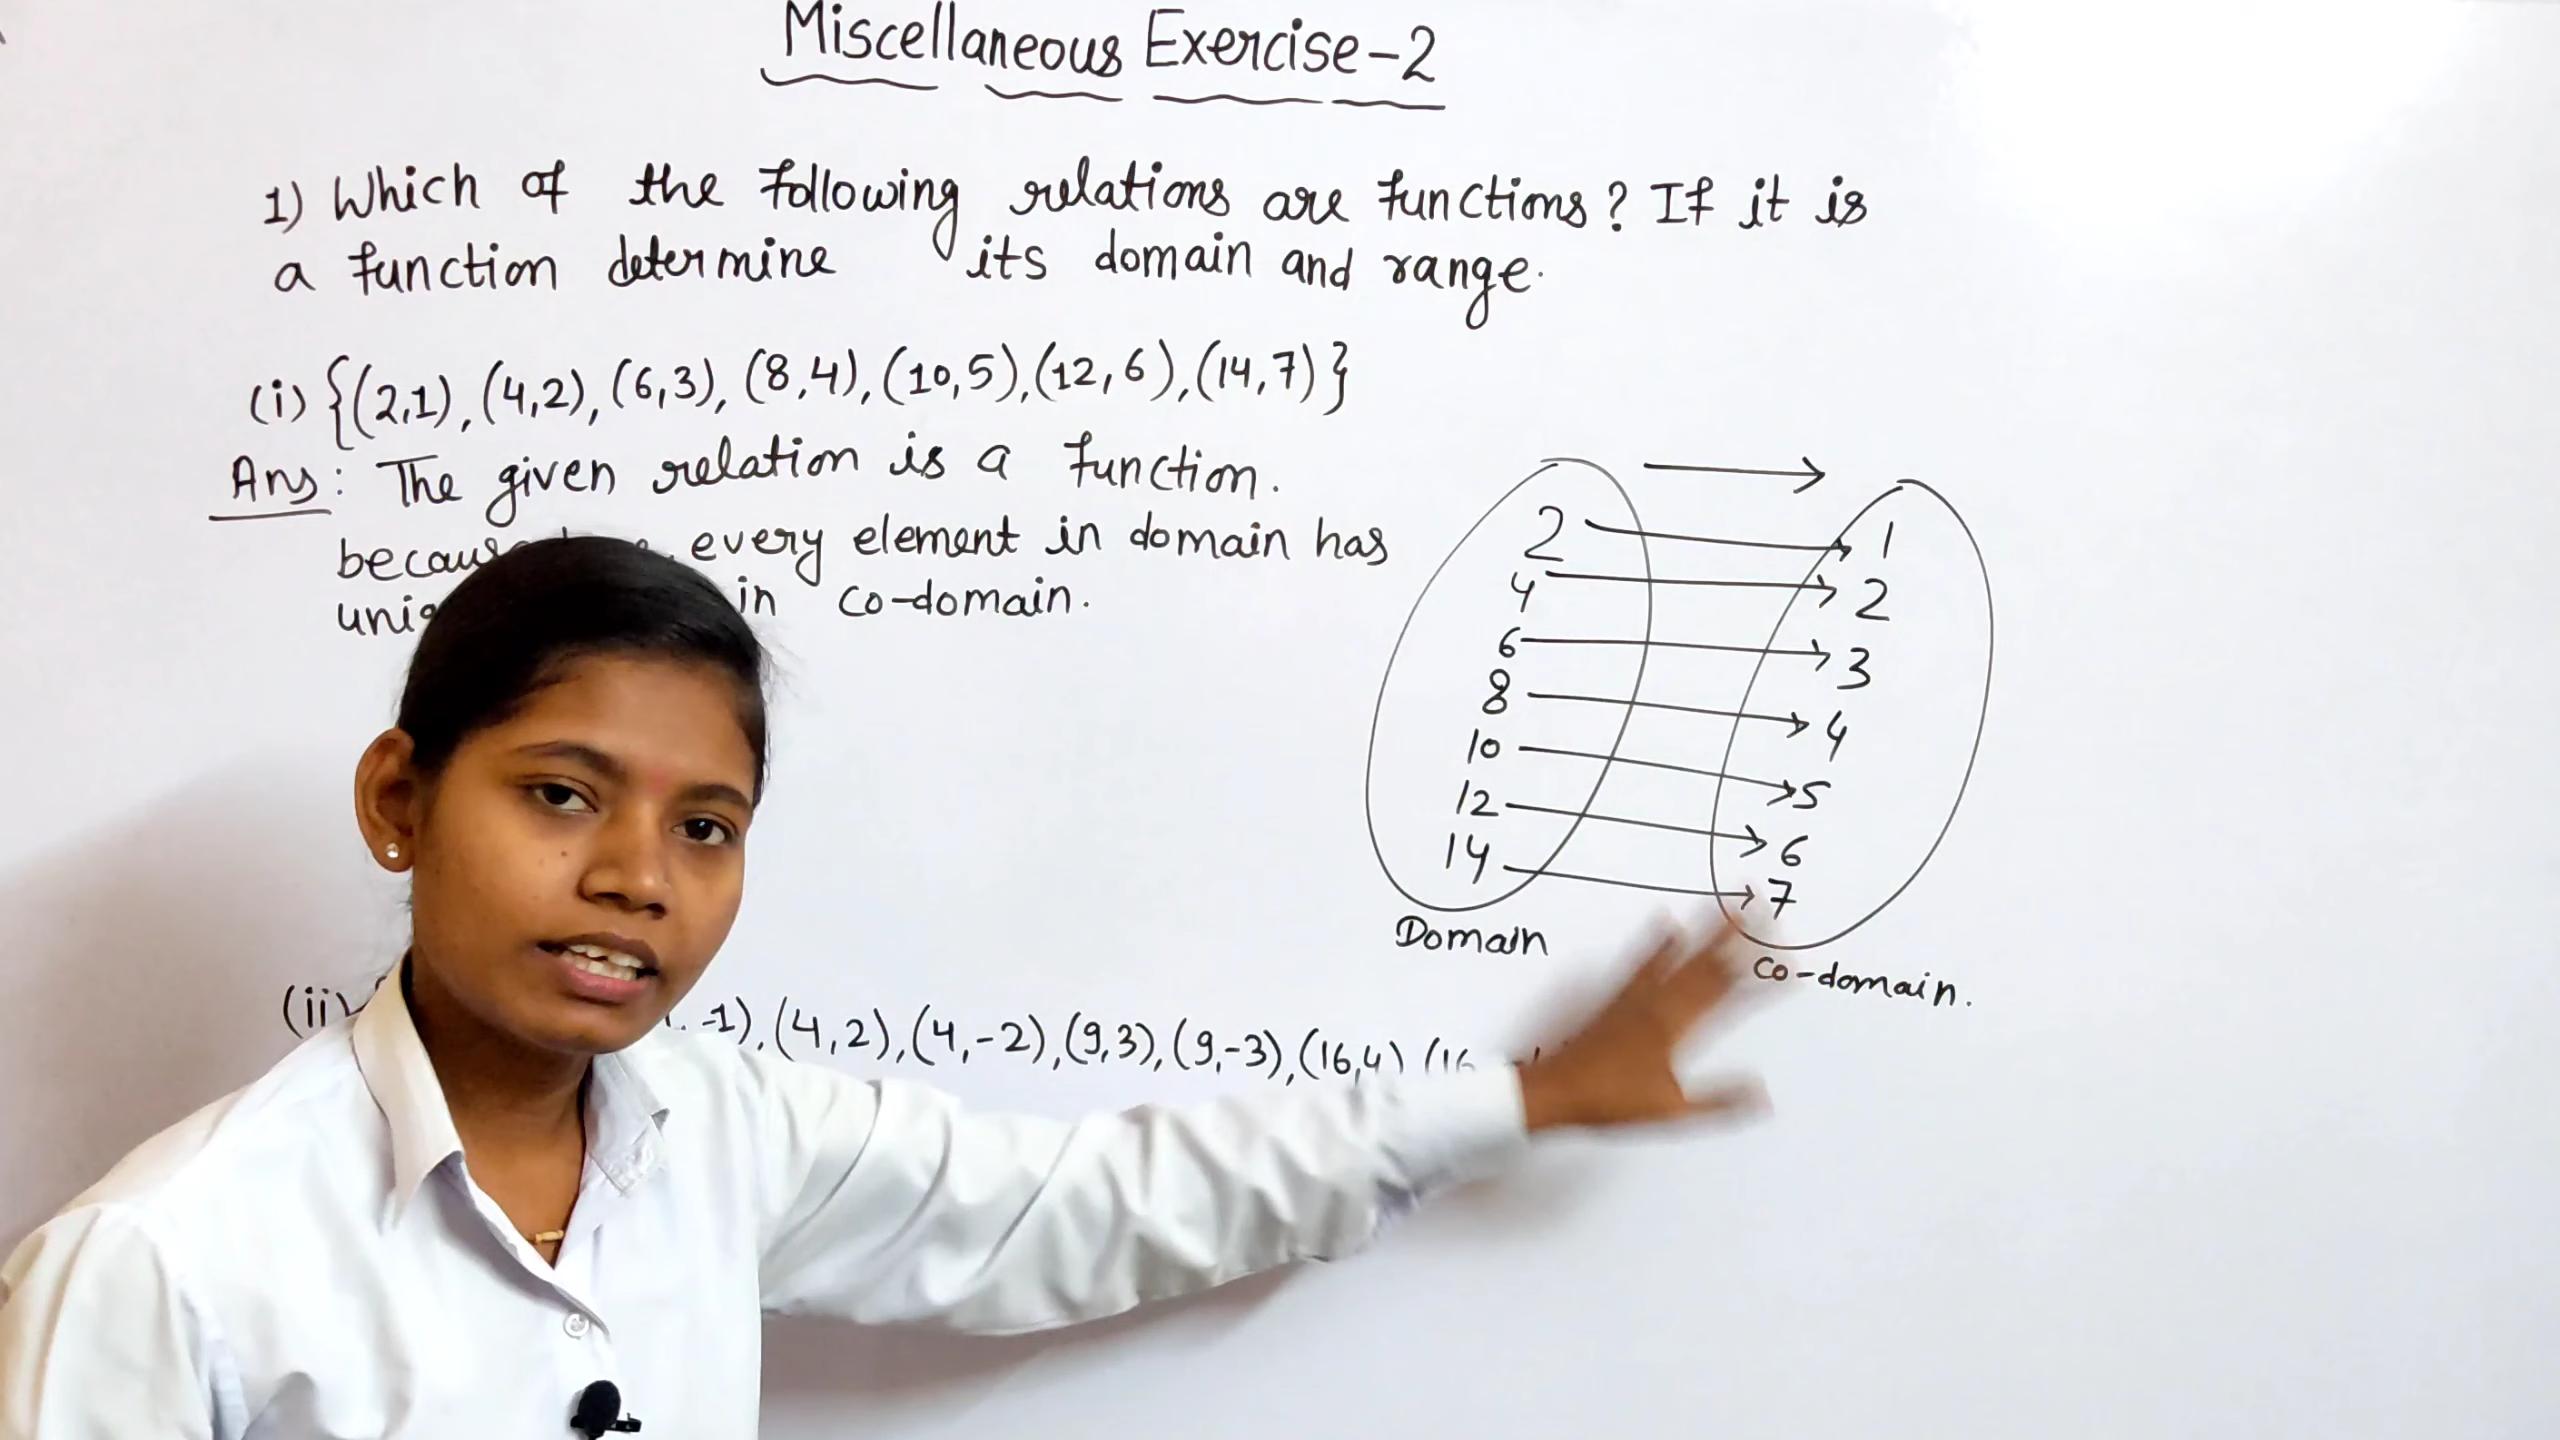 Miscellaneous Exercise-2
1) Which of the following relations are functions? If it is
a function determine its domain and range.
(i) {(2,1), (4,2), (6,3), (8,4), (10,5), (12,6), (14,7)}
Ans: The given relation is a function.
every element in domain has
in co-domain.
2 1
4 2
6 3
8 4
10 5
12 6
14 7
Domain
co-domain.
(ii) -1), (4,2), (4,-2), (9,3), (9,-3), (16,4) (16